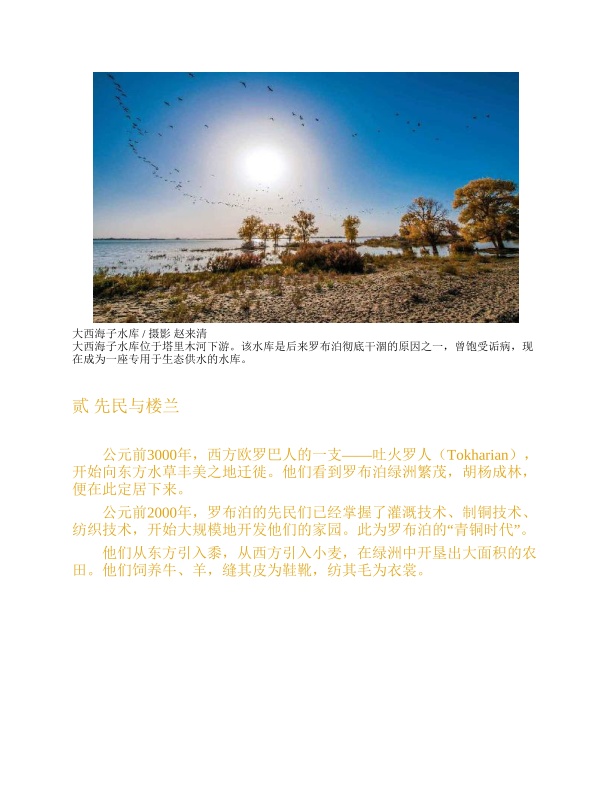 大西海子水库 / 摄影 赵来清
大西海子水库位于塔里木河下游。该水库是后来罗布泊彻底干涸的原因之一，曾饱受诟病，现
在成为一座专用于生态供水的水库。
贰 先民与楼兰
公元前3000年，西方欧罗巴人的一支——吐火罗人（Tokharian），
开始向东方水草丰美之地迁徙。他们看到罗布泊绿洲繁茂，胡杨成林，
便在此定居下来。
公元前2000年，罗布泊的先民们已经掌握了灌溉技术、制铜技术、
纺织技术，开始大规模地开发他们的家园。此为罗布泊的“青铜时代”。
他们从东方引入黍，从西方引入小麦，在绿洲中开垦出大面积的农
田。他们饲养牛、羊，缝其皮为鞋靴，纺其毛为衣裳。